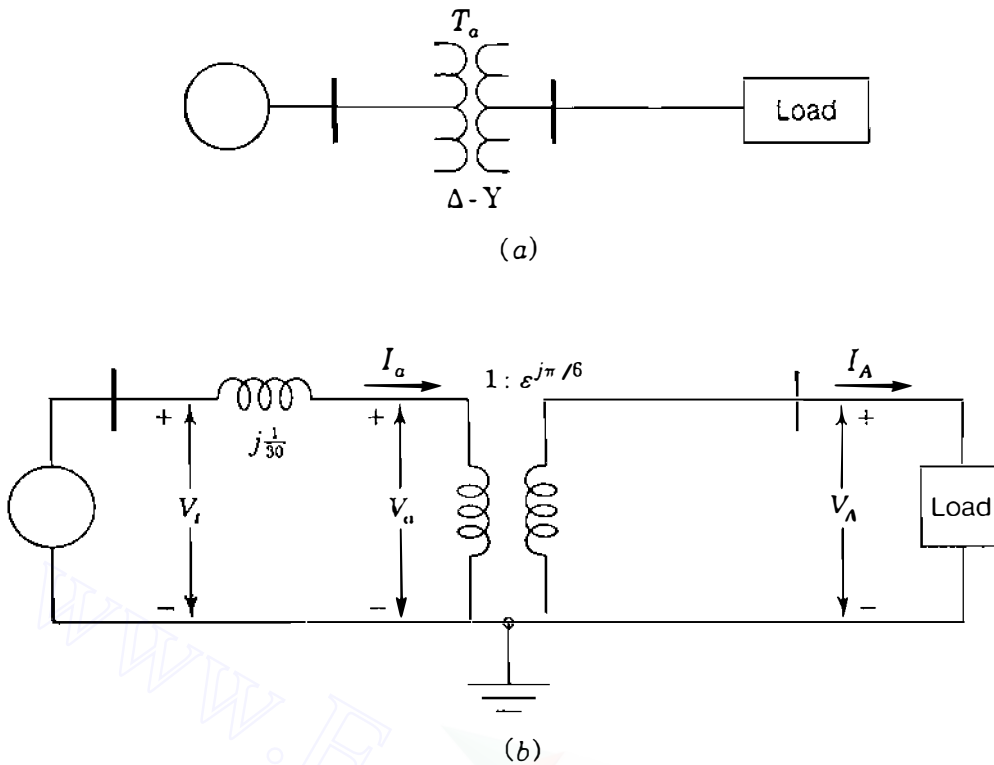 T_a
Load
Δ - Y
(a)
I_a
1 : ε^{jπ/6}
I_A
+
+
+
j 1/30
V_t
V_a
V_A
Load
−
−
−
(b)